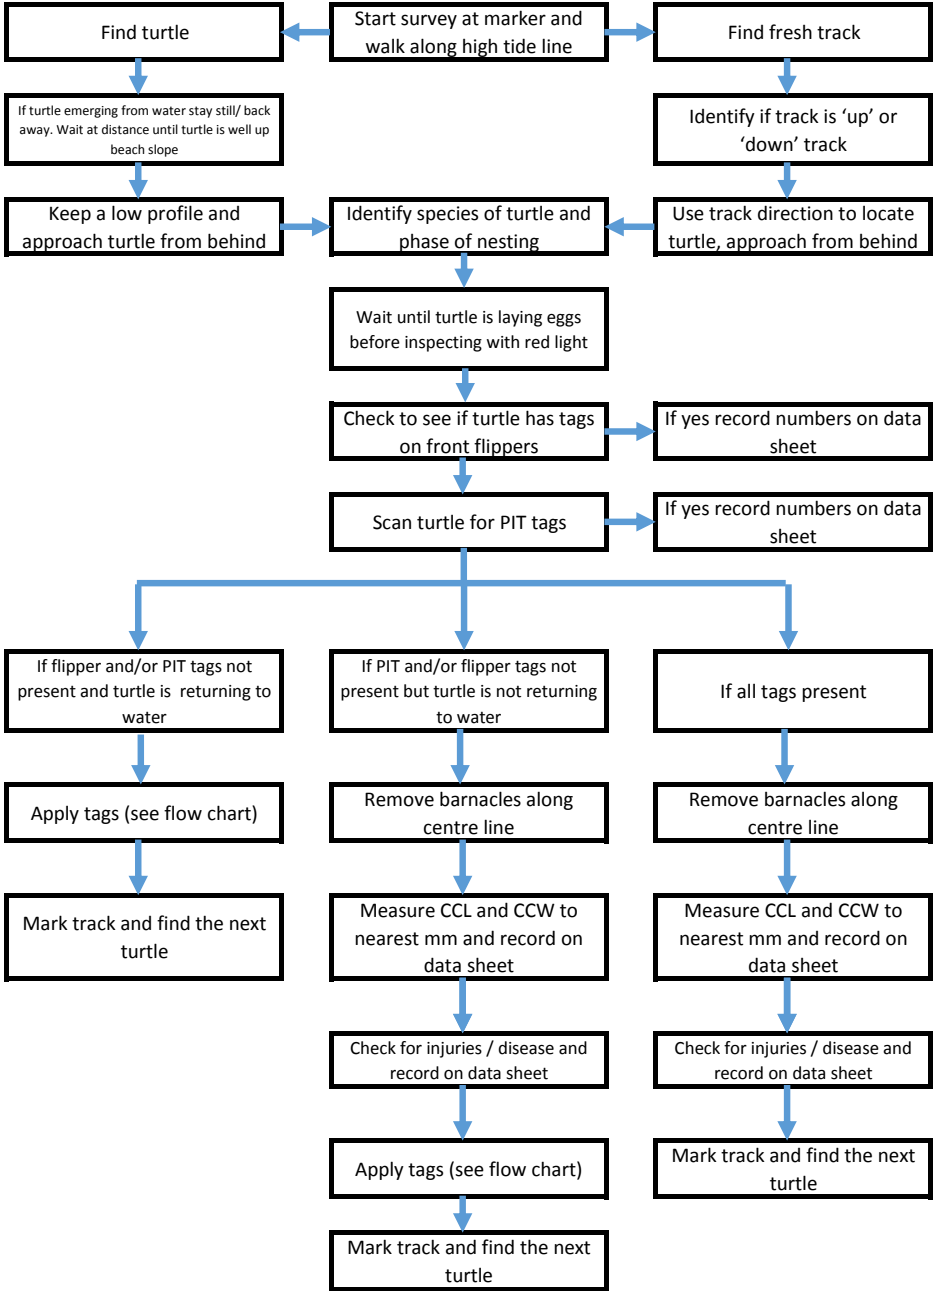 Find turtle
Start survey at marker and
walk along high tide line
Find fresh track
If turtle emerging from water stay still/ back
away. Wait at distance until turtle is well up
beach slope
Identify if track is ‘up’ or
‘down’ track
Keep a low profile and
approach turtle from behind
Identify species of turtle and
phase of nesting
Use track direction to locate
turtle, approach from behind
Wait until turtle is laying eggs
before inspecting with red light
Check to see if turtle has tags
on front flippers
If yes record numbers on data
sheet
Scan turtle for PIT tags
If yes record numbers on data
sheet
If flipper and/or PIT tags not
present and turtle is returning to
water
If PIT and/or flipper tags not
present but turtle is not returning
to water
If all tags present
Apply tags (see flow chart)
Remove barnacles along
centre line
Remove barnacles along
centre line
Mark track and find the next
turtle
Measure CCL and CCW to
nearest mm and record on
data sheet
Measure CCL and CCW to
nearest mm and record on
data sheet
Check for injuries / disease and
record on data sheet
Check for injuries / disease and
record on data sheet
Apply tags (see flow chart)
Mark track and find the next
turtle
Mark track and find the next
turtle